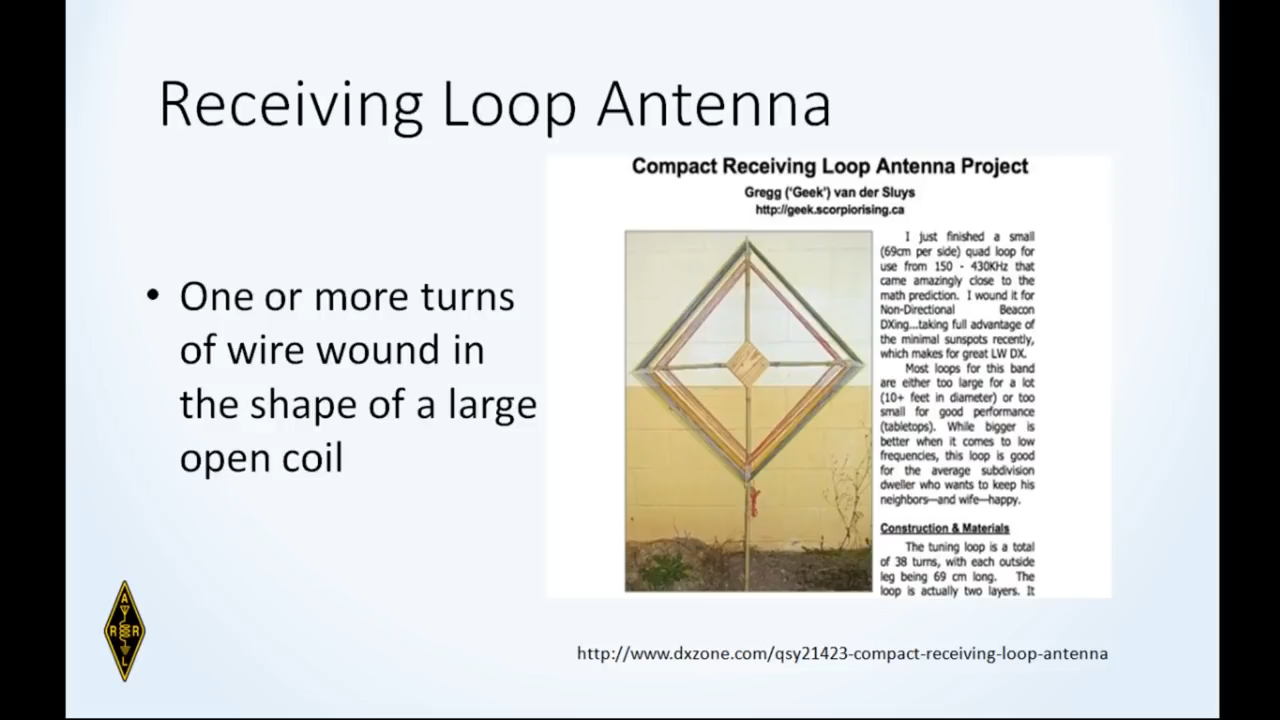 Receiving Loop Antenna
• One or more turns
of wire wound in
the shape of a large
open coil
Compact Receiving Loop Antenna Project
Gregg ('Geek') van der Sluys
http://geek.scorpiorising.ca
I just finished a small
(69cm per side) quad loop for
use from 150 - 430KHz that
came amazingly close to the
math prediction. I wound it for
Non-Directional Beacon
DXing...taking full advantage of
the minimal sunspots recently,
which makes for great LW DX.
Most loops for this band
are either too large for a lot
(10+ feet in diameter) or too
small for good performance
(tabletops). While bigger is
better when it comes to low
frequencies, this loop is good
for the average subdivision
dweller who wants to keep his
neighbors—and wife—happy.
Construction & Materials
The tuning loop is a total
of 38 turns, with each outside
leg being 69 cm long. The
loop is actually two layers. It
A
R R
L
http://www.dxzone.com/qsy21423-compact-receiving-loop-antenna